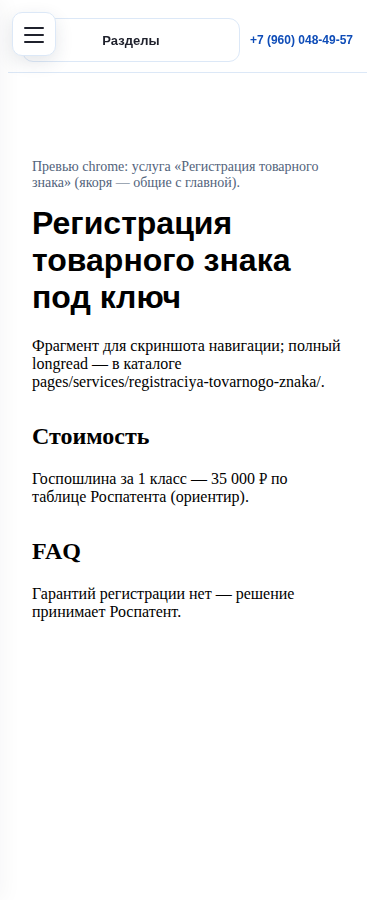 Разделы
+7 (960) 048-49-57
Превью chrome: услуга «Регистрация товарного
знака» (якоря — общие с главной).
Регистрация
товарного знака
под ключ
Фрагмент для скриншота навигации; полный
longread — в каталоге
pages/services/registraciya-tovarnogo-znaka/.
Стоимость
Госпошлина за 1 класс — 35 000 ₽ по
таблице Роспатента (ориентир).
FAQ
Гарантий регистрации нет — решение
принимает Роспатент.